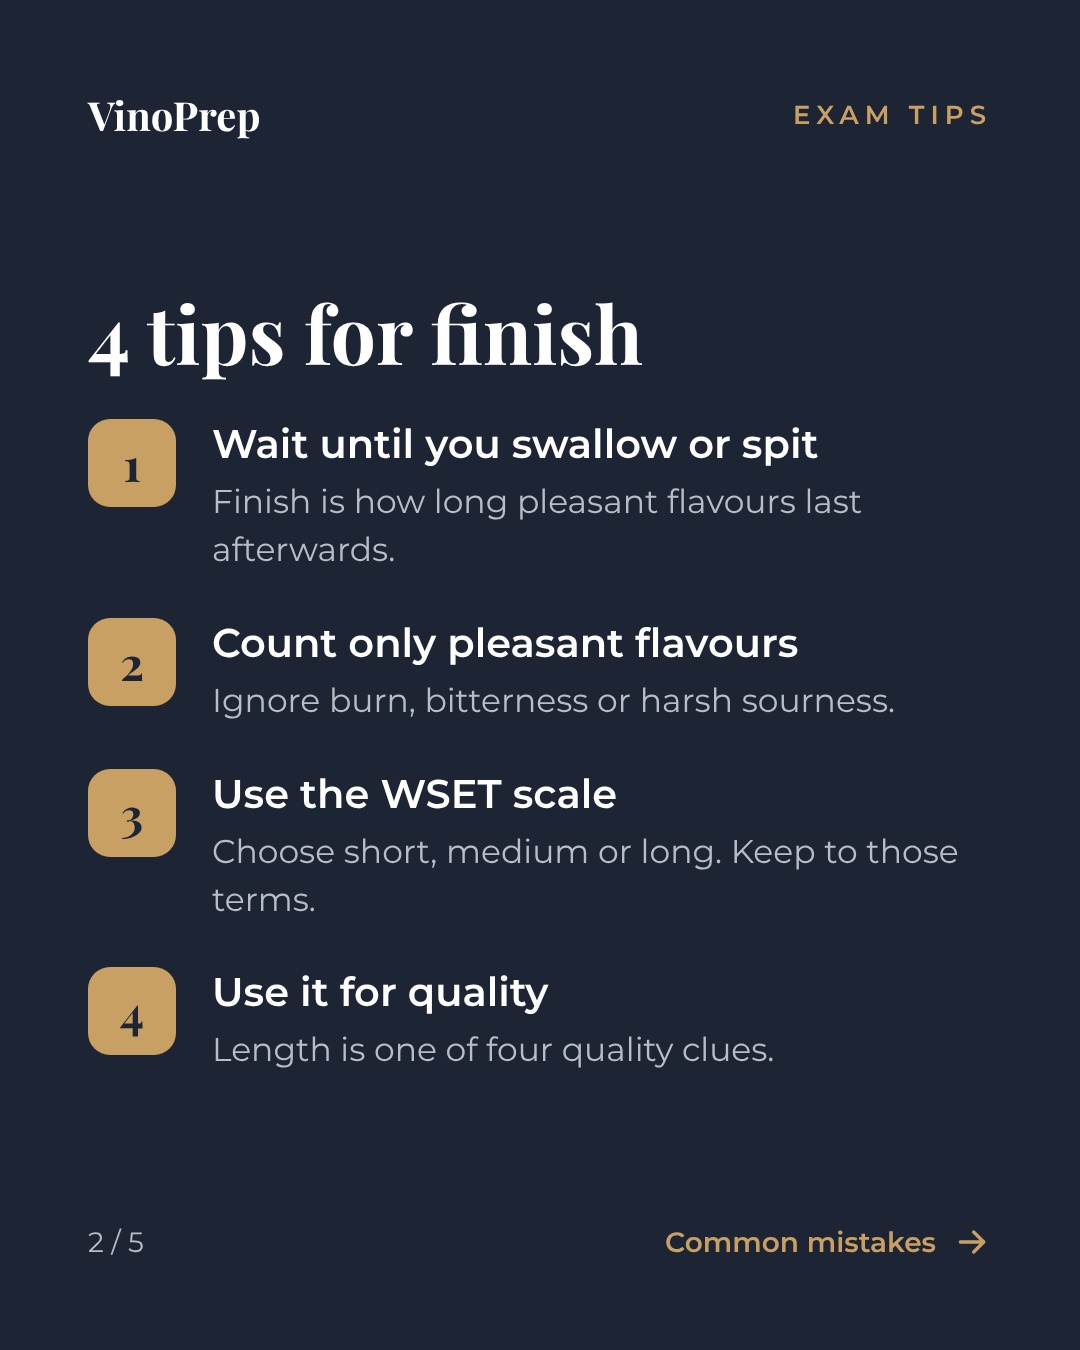 VinoPrep
EXAM TIPS
4 tips for finish
1
Wait until you swallow or spit
Finish is how long pleasant flavours last
afterwards.
2
Count only pleasant flavours
Ignore burn, bitterness or harsh sourness.
3
Use the WSET scale
Choose short, medium or long. Keep to those
terms.
4
Use it for quality
Length is one of four quality clues.
2 / 5
Common mistakes →